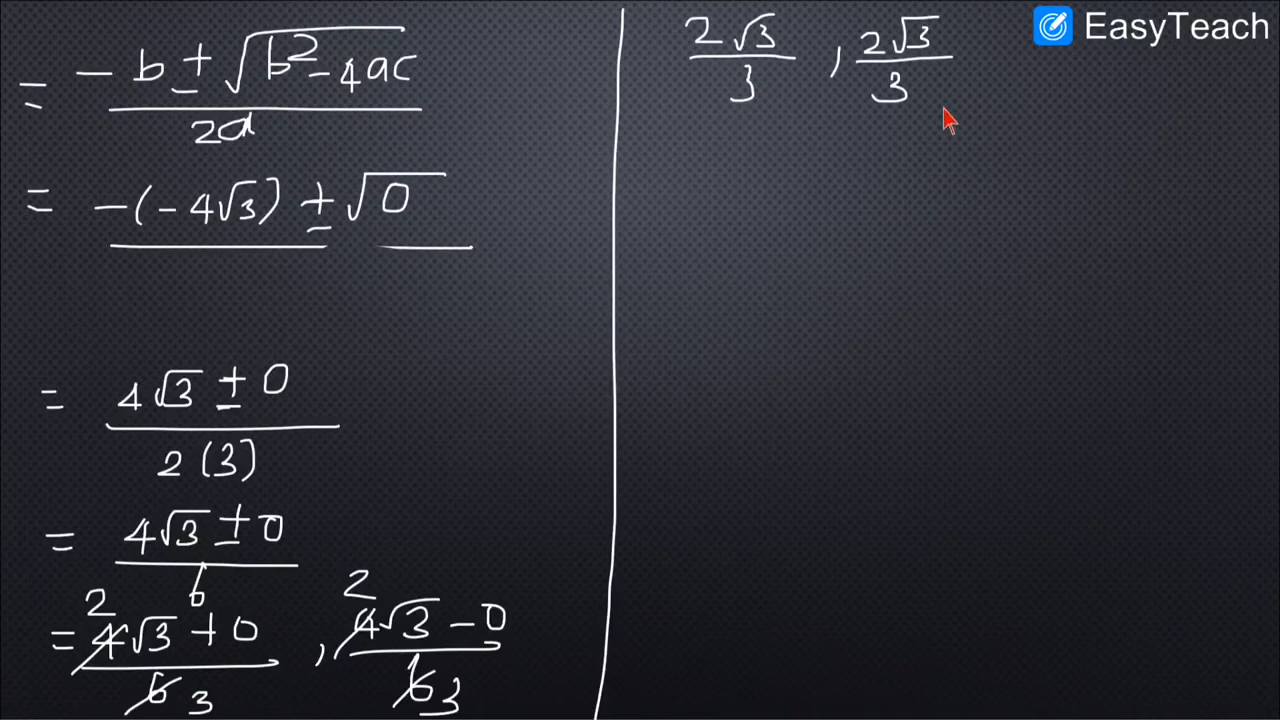 = -b ± √b²-4ac
2a
= -(-4√3) ± √0
= 4√3 ± 0
2(3)
= 4√3 ± 0
6
2 2
= 4√3 + 0 , 4√3 - 0
6 3 6 3
2√3 , 2√3
3 3
EasyTeach